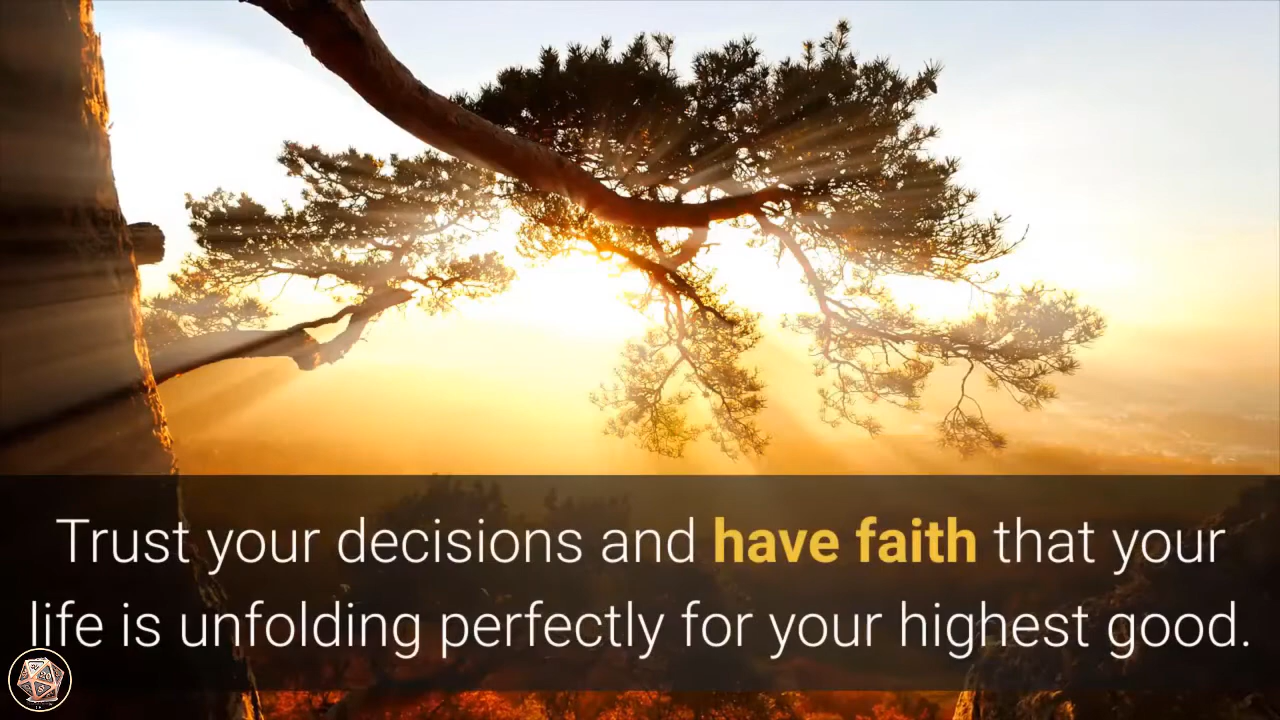 Trust your decisions and have faith that your
life is unfolding perfectly for your highest good.